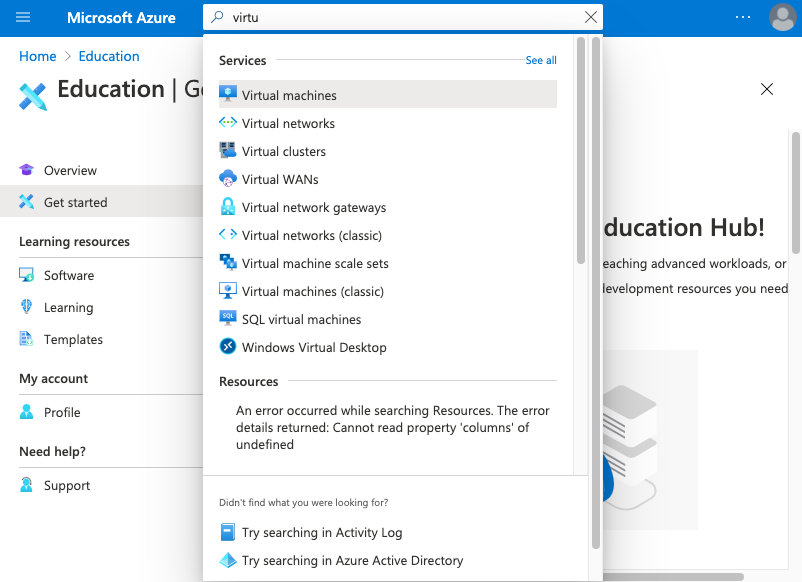 Microsoft Azure
virtu
Home > Education
Education | Ge
Services
See all
Virtual machines
Virtual networks
Virtual clusters
Virtual WANs
Virtual network gateways
Virtual networks (classic)
Virtual machine scale sets
Virtual machines (classic)
SQL virtual machines
SQL
Windows Virtual Desktop
Resources
An error occurred while searching Resources. The error
details returned: Cannot read property 'columns' of
undefined
Didn't find what you were looking for?
Try searching in Activity Log
Try searching in Azure Active Directory
Overview
Get started
Learning resources
Software
Learning
Templates
My account
Profile
Need help?
Support
ducation Hub!
eaching advanced workloads, or
development resources you need